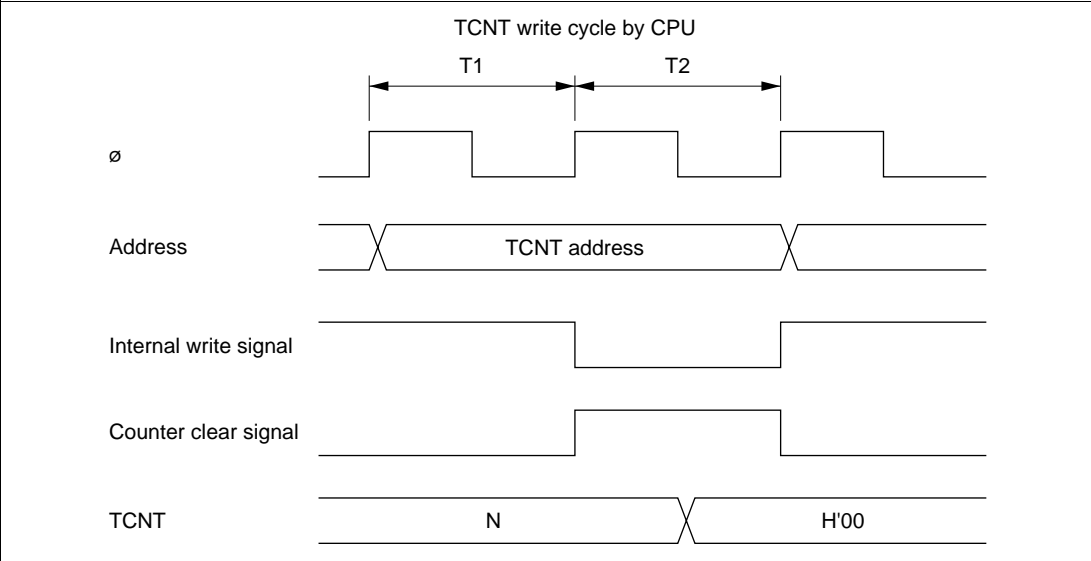 TCNT write cycle by CPU
T1 T2
ø
Address TCNT address
Internal write signal
Counter clear signal
TCNT N H'00